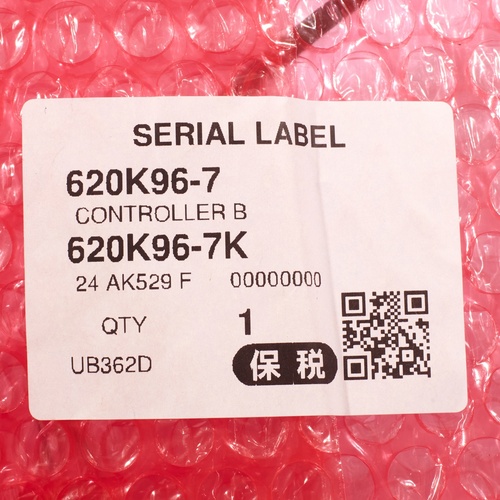 SERIAL LABEL
620K96-7
CONTROLLER B
620K96-7K
24 AK529 F 00000000
QTY 1
UB362D 保税